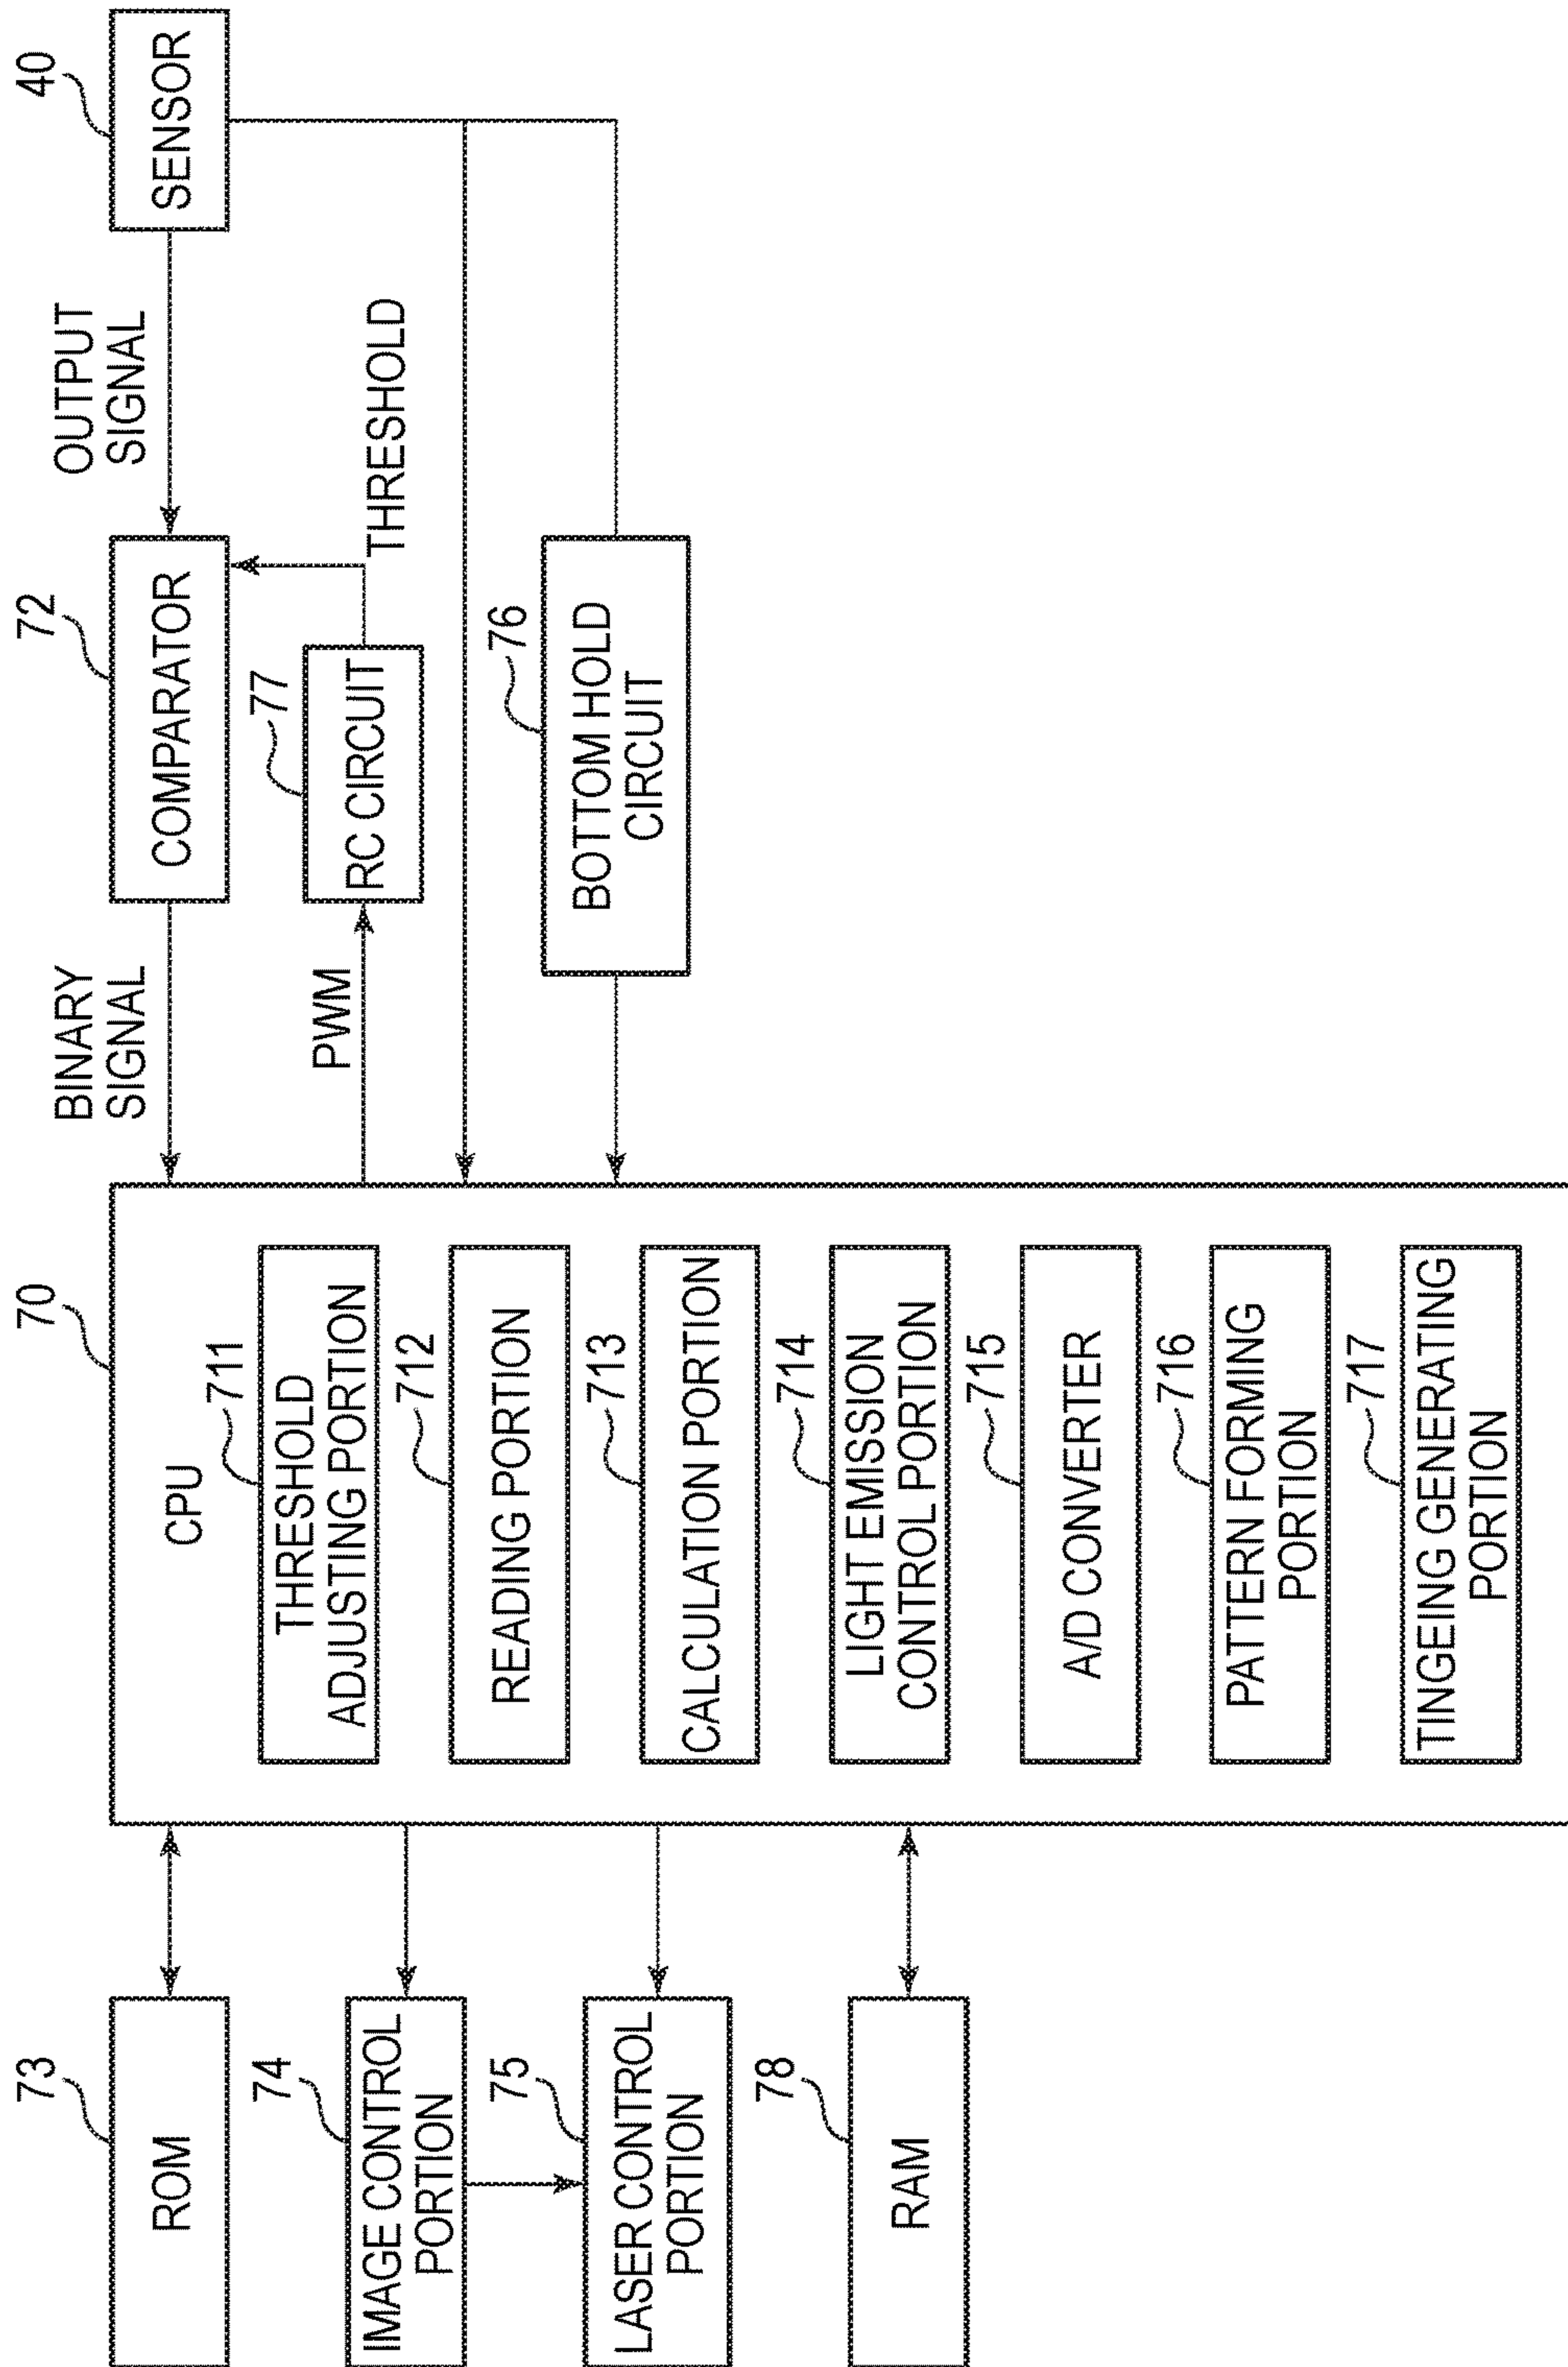 73
ROM
74
IMAGE CONTROL
PORTION
75
LASER CONTROL
PORTION
78
RAM
70
CPU
711
THRESHOLD
ADJUSTING PORTION
712
READING PORTION
713
CALCULATION PORTION
714
LIGHT EMISSION
CONTROL PORTION
715
A/D CONVERTER
716
PATTERN FORMING
PORTION
717
TINGEING GENERATING
PORTION
BINARY
SIGNAL
PWM
72
COMPARATOR
77
RC CIRCUIT
THRESHOLD
76
BOTTOM HOLD
CIRCUIT
OUTPUT
SIGNAL
40
SENSOR